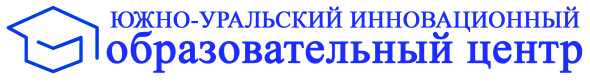 ЮЖНО-УРАЛЬСКИЙ ИННОВАЦИОННЫЙ
образовательный центр